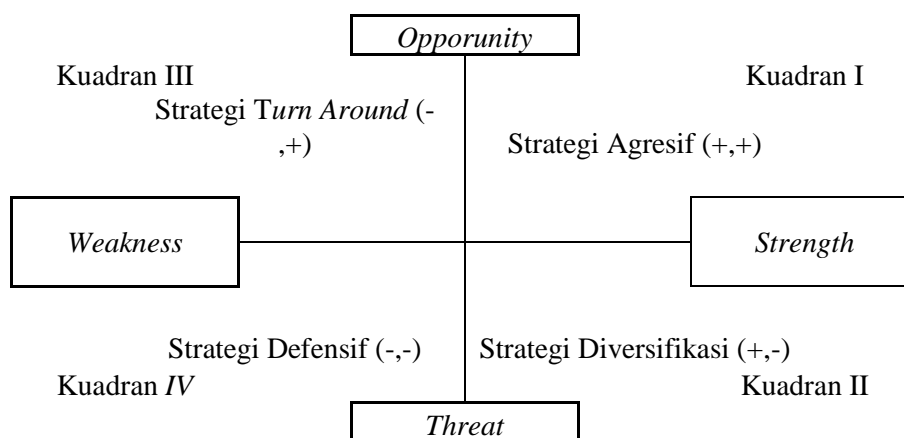 Opporunity
Kuadran III
Kuadran I
Strategi Turn Around (-
,+)
Strategi Agresif (+,+)
Weakness
Strength
Strategi Defensif (-,-)
Strategi Diversifikasi (+,-)
Kuadran IV
Kuadran II
Threat